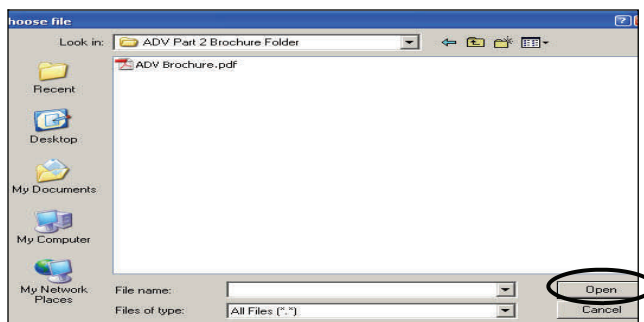 hoose file
Look in: ADV Part 2 Brochure Folder
ADV Brochure.pdf
Recent
Desktop
My Documents
My Computer
My Network
Places
File name:
Open
Files of type: All Files (*.*)
Cancel